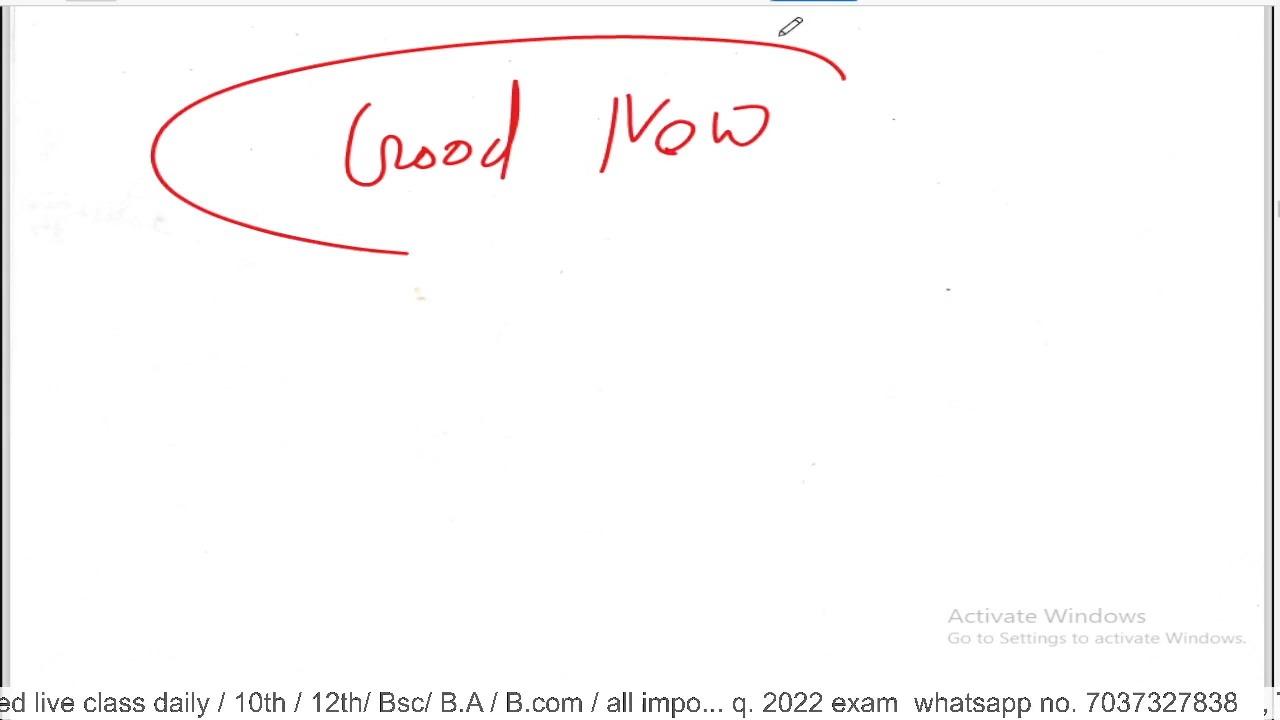 Good Now
Activate Windows
Go to Settings to activate Windows.
ed live class daily / 10th / 12th/ Bsc/ B.A / B.com / all impo... q. 2022 exam whatsapp no. 7037327838 ,